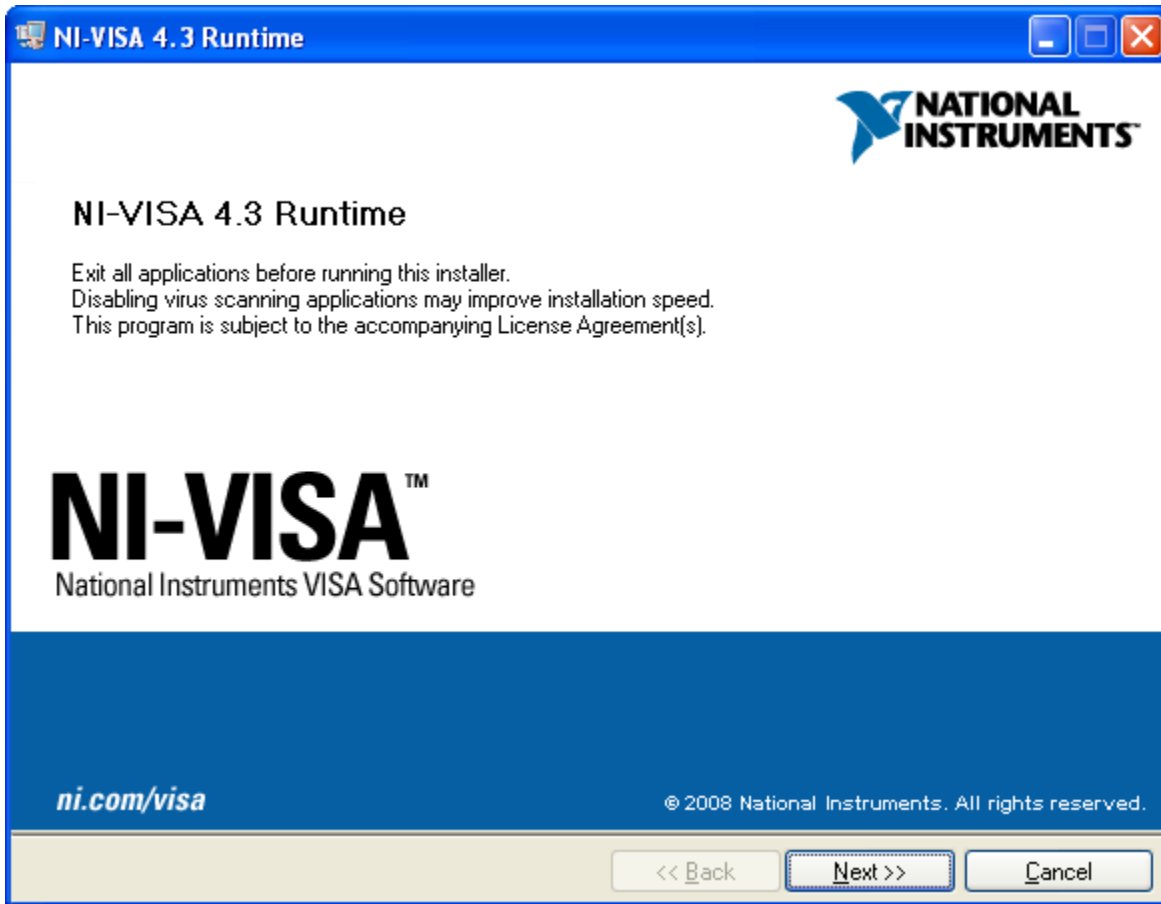 NI-VISA 4.3 Runtime
NATIONAL
INSTRUMENTS™
NI-VISA 4.3 Runtime
Exit all applications before running this installer.
Disabling virus scanning applications may improve installation speed.
This program is subject to the accompanying License Agreement(s).
NI-VISA™
National Instruments VISA Software
ni.com/visa
© 2008 National Instruments. All rights reserved.
<< Back
Next >>
Cancel